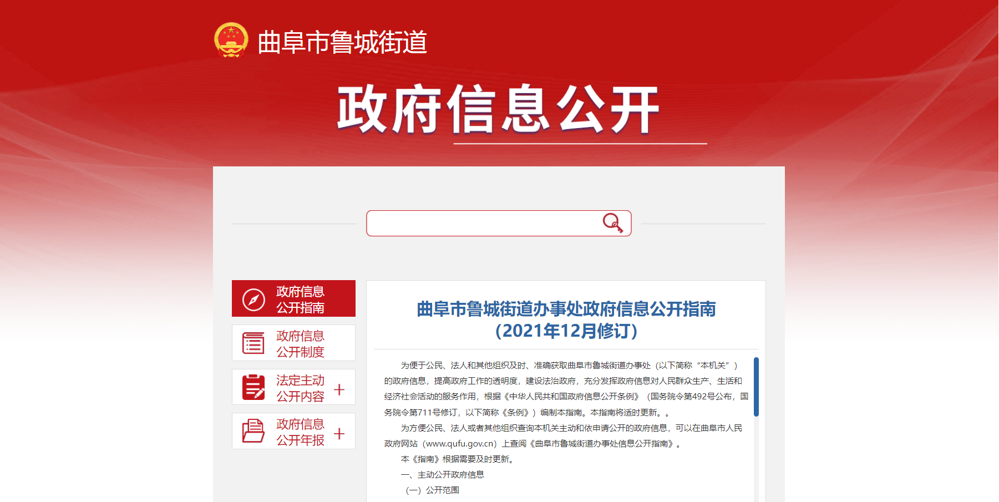 曲阜市鲁城街道
政府信息公开
政府信息
公开指南
政府信息
公开制度
法定主动
公开内容
政府信息
公开年报
曲阜市鲁城街道办事处政府信息公开指南
（2021年12月修订）
为便于公民、法人和其他组织及时、准确获取曲阜市鲁城街道办事处（以下简称“本机关”）
的政府信息，提高政府工作的透明度，建设法治政府，充分发挥政府信息对人民群众生产、生活和
经济社会活动的服务作用，根据《中华人民共和国政府信息公开条例》（国务院令第492号公布，国
务院令第711号修订，以下简称《条例》）编制本指南。本指南将适时更新。。
为方便公民、法人或者其他组织查询本机关主动和依申请公开的政府信息，可以在曲阜市人民
政府网站（www.qufu.gov.cn）上查阅《曲阜市鲁城街道办事处信息公开指南》。
本《指南》根据需要及时更新。
一、主动公开政府信息
（一）公开范围